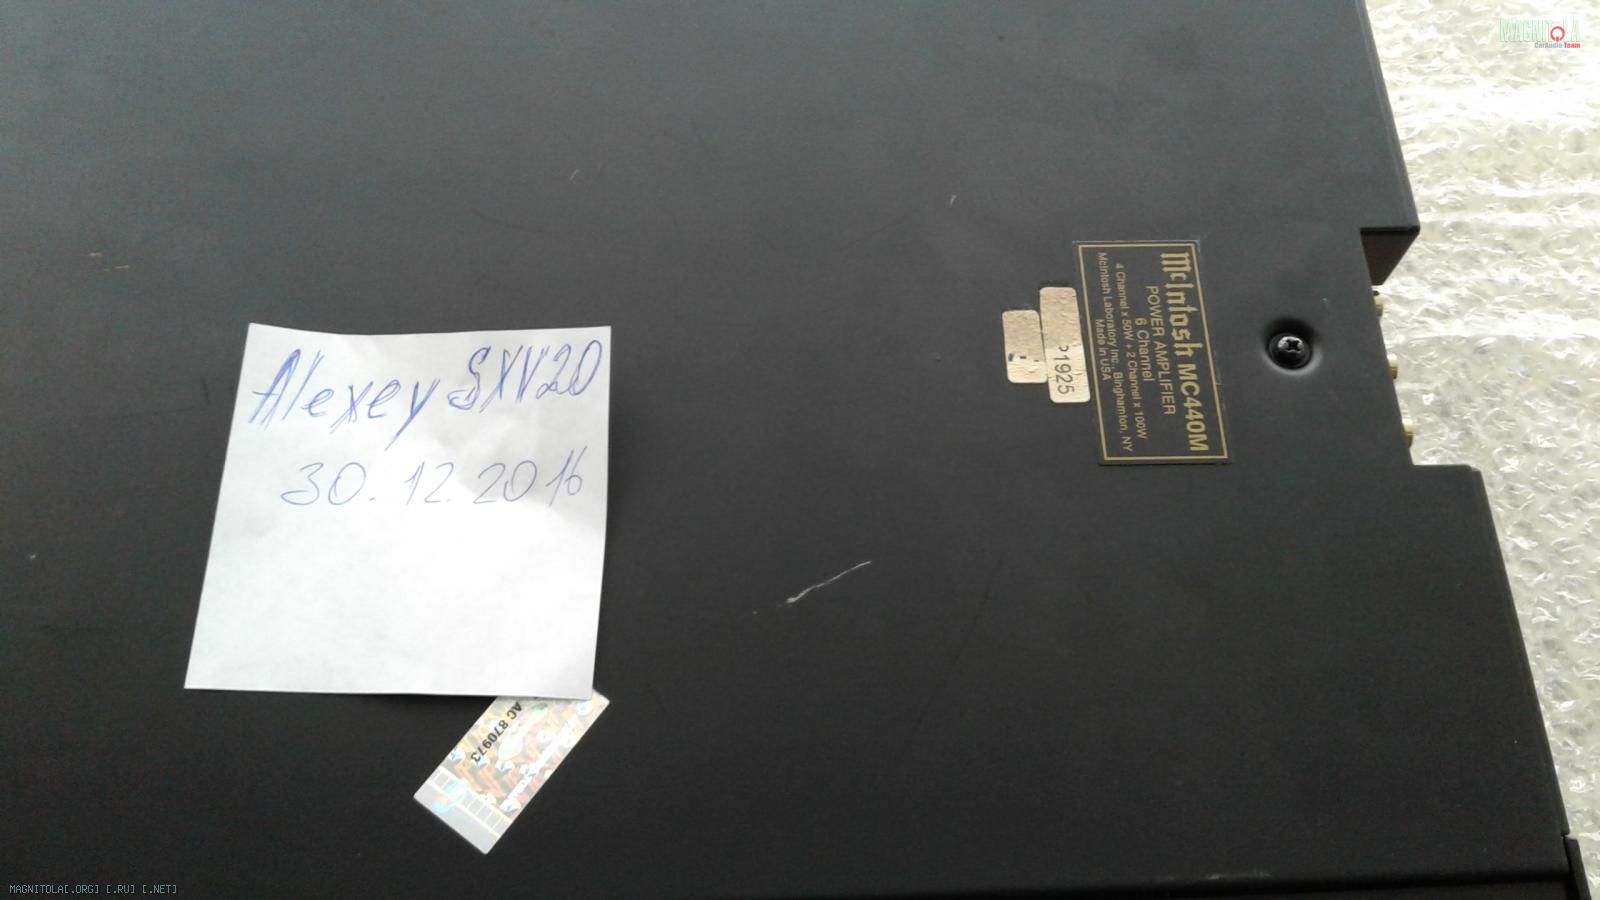 Alexey SXV20
30.12.2016
AC 870973
McIntosh MC440M
POWER AMPLIFIER
6 Channel
4 Channel x 50W + 2 Channel x 100W
McIntosh Laboratory Inc., Binghamton, NY
Made in USA
P1925
MAGNITOLA
CarAudio Team
MAGNITOLA[.ORG] [.RU] [.NET]